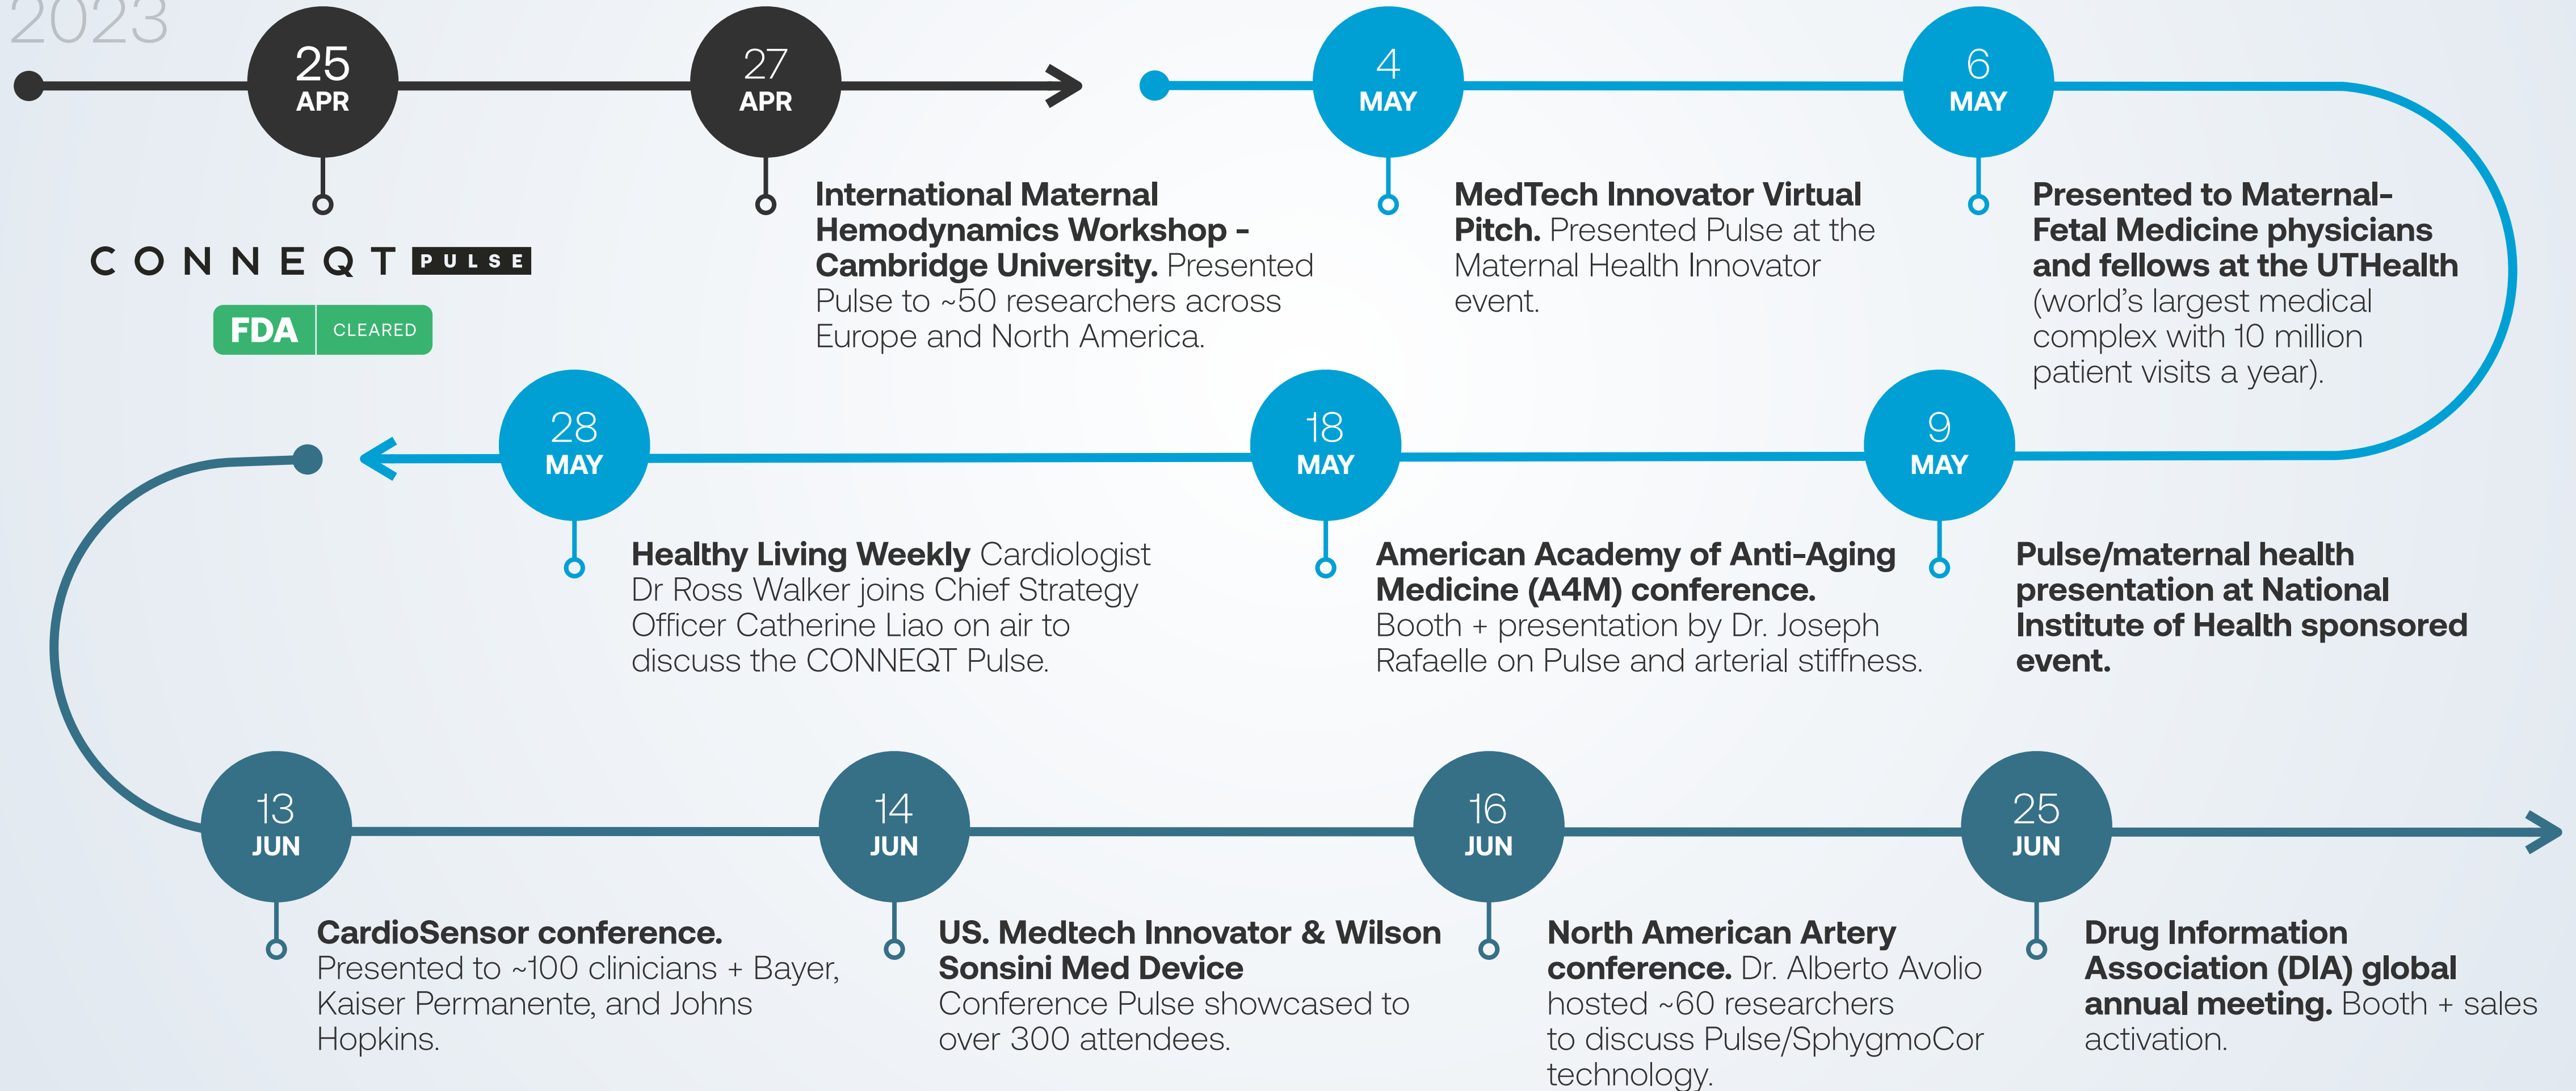 2023
25
APR
CONNEQT PULSE
FDA CLEARED
27
APR
International Maternal
Hemodynamics Workshop -
Cambridge University. Presented
Pulse to ~50 researchers across
Europe and North America.
4
MAY
MedTech Innovator Virtual
Pitch. Presented Pulse at the
Maternal Health Innovator
event.
6
MAY
Presented to Maternal-
Fetal Medicine physicians
and fellows at the UTHealth
(world's largest medical
complex with 10 million
patient visits a year).
9
MAY
Pulse/maternal health
presentation at National
Institute of Health sponsored
event.
18
MAY
American Academy of Anti-Aging
Medicine (A4M) conference.
Booth + presentation by Dr. Joseph
Rafaelle on Pulse and arterial stiffness.
28
MAY
Healthy Living Weekly Cardiologist
Dr Ross Walker joins Chief Strategy
Officer Catherine Liao on air to
discuss the CONNEQT Pulse.
13
JUN
CardioSensor conference.
Presented to ~100 clinicians + Bayer,
Kaiser Permanente, and Johns
Hopkins.
14
JUN
US. Medtech Innovator & Wilson
Sonsini Med Device
Conference Pulse showcased to
over 300 attendees.
16
JUN
North American Artery
conference. Dr. Alberto Avolio
hosted ~60 researchers
to discuss Pulse/SphygmoCor
technology.
25
JUN
Drug Information
Association (DIA) global
annual meeting. Booth + sales
activation.